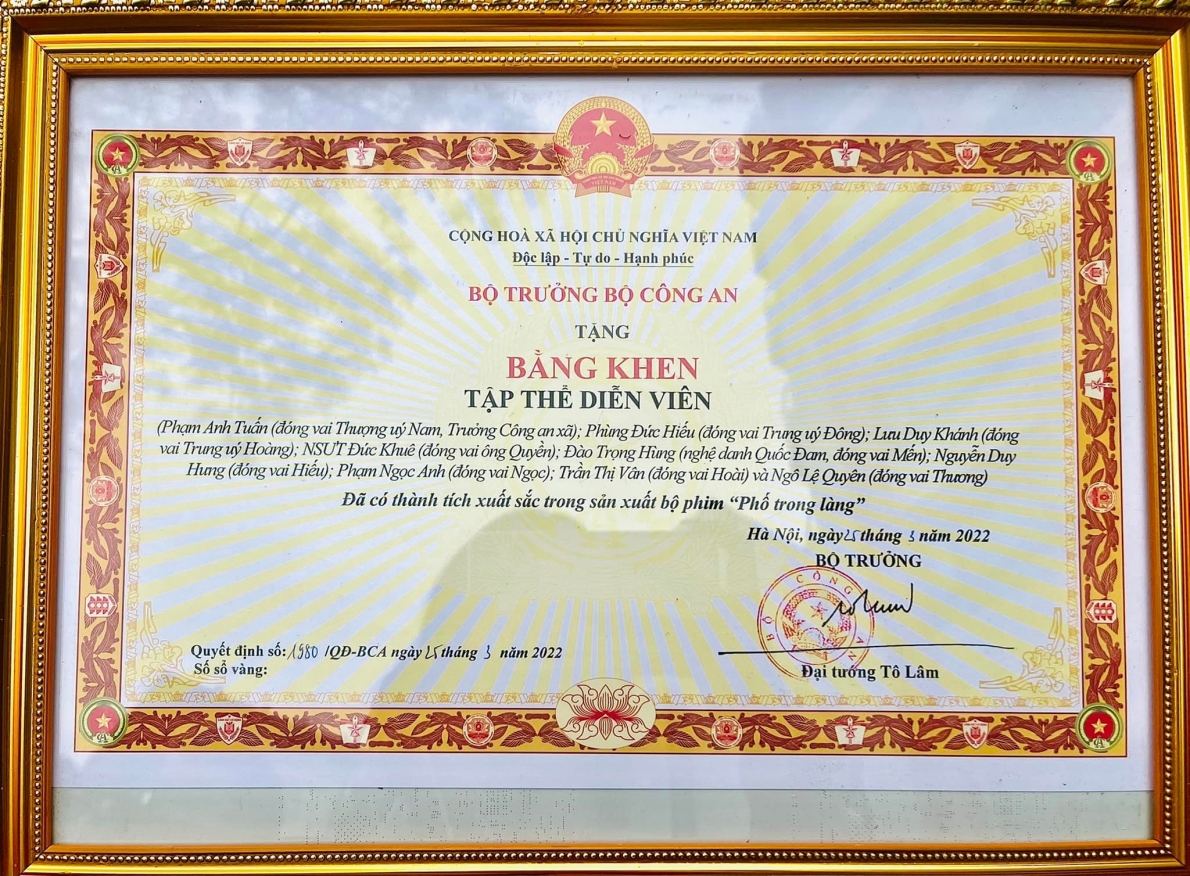 CỘNG HOÀ XÃ HỘI CHỦ NGHĨA VIỆT NAM
Độc lập - Tự do - Hạnh phúc
BỘ TRƯỞNG BỘ CÔNG AN
TẶNG
BẰNG KHEN
TẬP THỂ DIỄN VIÊN
(Phạm Anh Tuấn (đóng vai Thượng uý Nam, Trưởng Công an xã); Phùng Đức Hiếu (đóng vai Trung uý Đông); Lưu Duy Khánh (đóng
vai Trung uý Hoàng); NSƯT Đức Khuê (đóng vai ông Quyền); Đào Trọng Hùng (nghệ danh Quốc Đam, đóng vai Mến); Nguyễn Duy
Hưng (đóng vai Hiếu); Phạm Ngọc Anh (đóng vai Ngọc); Trần Thị Vân (đóng vai Hoài) và Ngô Lệ Quyên (đóng vai Thương)
Đã có thành tích xuất sắc trong sản xuất bộ phim “Phố trong làng”
Hà Nội, ngày 25 tháng 3 năm 2022
BỘ TRƯỞNG
BỘ CÔNG AN
Quyết định số: 1980 /QĐ-BCA ngày 25 tháng 3 năm 2022
Số sổ vàng:
Đại tướng Tô Lâm